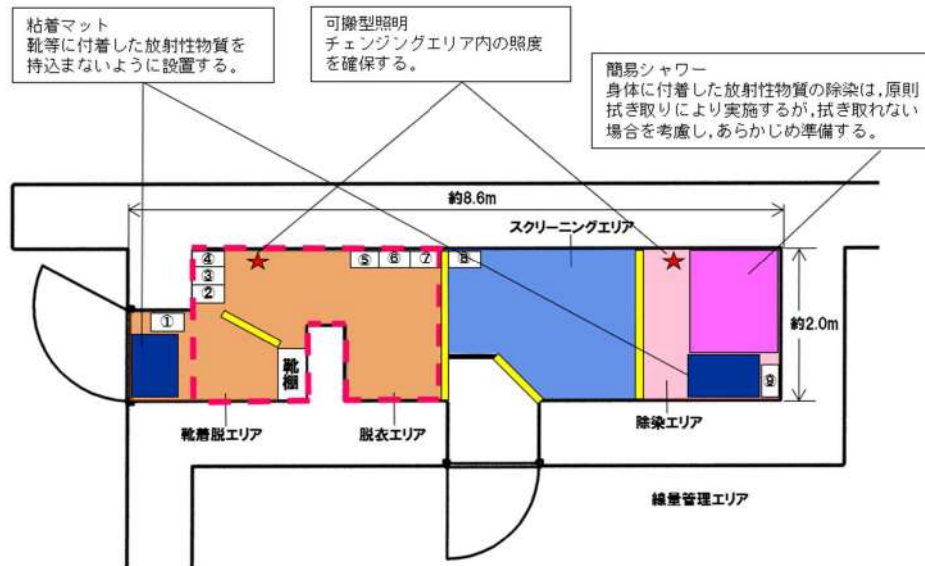 粘着マット
靴等に付着した放射性物質を
持込まないように設置する。
可搬型照明
チェンジングエリア内の照度
を確保する。
簡易シャワー
身体に付着した放射性物質の除染は,原則
拭き取りにより実施するが,拭き取れない
場合を考慮し,あらかじめ準備する。
約8.6m
スクリーニングエリア
④
③
②
①
⑤ ⑥ ⑦ ⑧
約2.0m
靴棚
⑨
靴着脱エリア
脱衣エリア
除染エリア
線量管理エリア